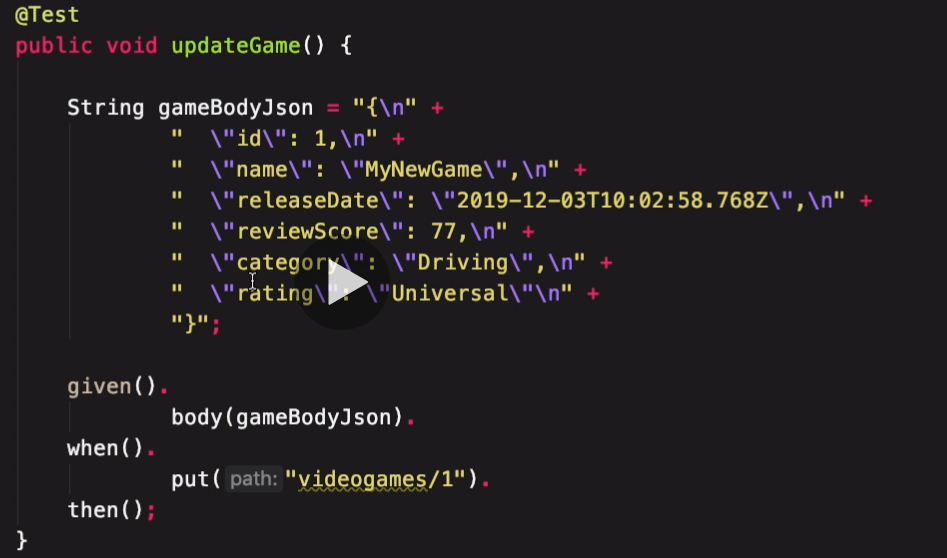 @Test
public void updateGame() {
String gameBodyJson = "{\n" +
"  \"id\": 1,\n" +
"  \"name\": \"MyNewGame\",\n" +
"  \"releaseDate\": \"2019-12-03T10:02:58.768Z\",\n" +
"  \"reviewScore\": 77,\n" +
"  \"category\": \"Driving\",\n" +
"  \"rating\": \"Universal\"\n" +
"}";
given().
body(gameBodyJson).
when().
put( path: "videogames/1").
then();
}